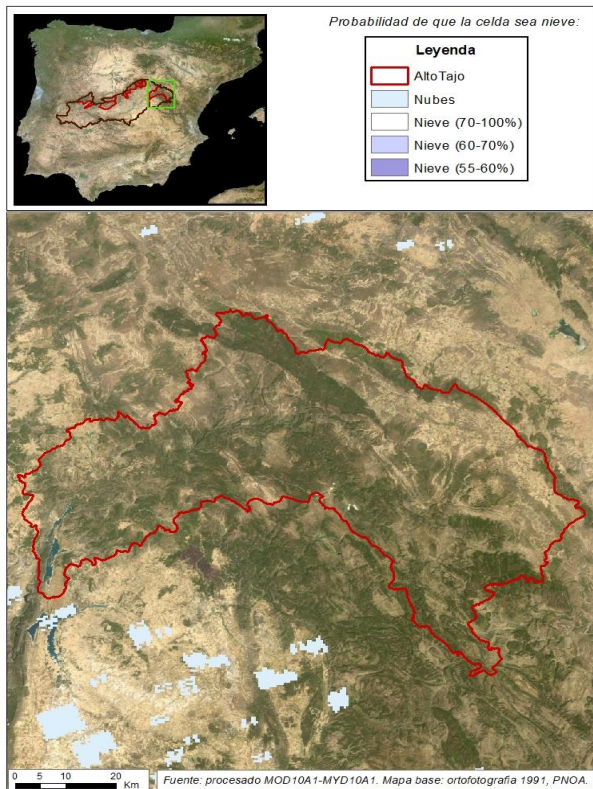 Probabilidad de que la celda sea nieve:
Leyenda
AltoTajo
Nubes
Nieve (70-100%)
Nieve (60-70%)
Nieve (55-60%)
0 5 10 20
Km
Fuente: procesado MOD10A1-MYD10A1. Mapa base: ortofotografia 1991, PNOA.